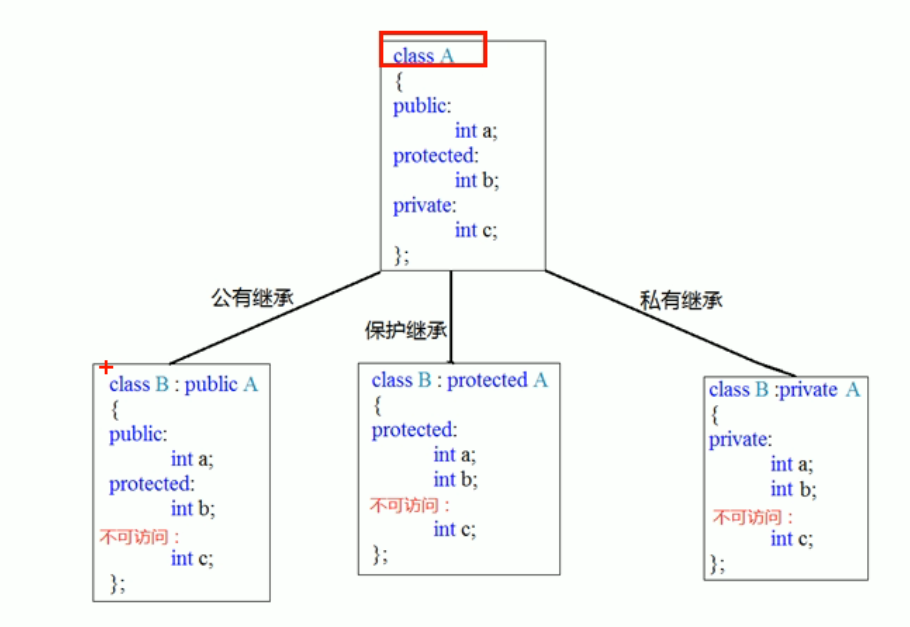 class A
{
public:
int a;
protected:
int b;
private:
int c;
};
公有继承
保护继承
私有继承
class B : public A
{
public:
int a;
protected:
int b;
不可访问：
int c;
};
class B : protected A
{
protected:
int a;
int b;
不可访问：
int c;
};
class B :private A
{
private:
int a;
int b;
不可访问：
int c;
};